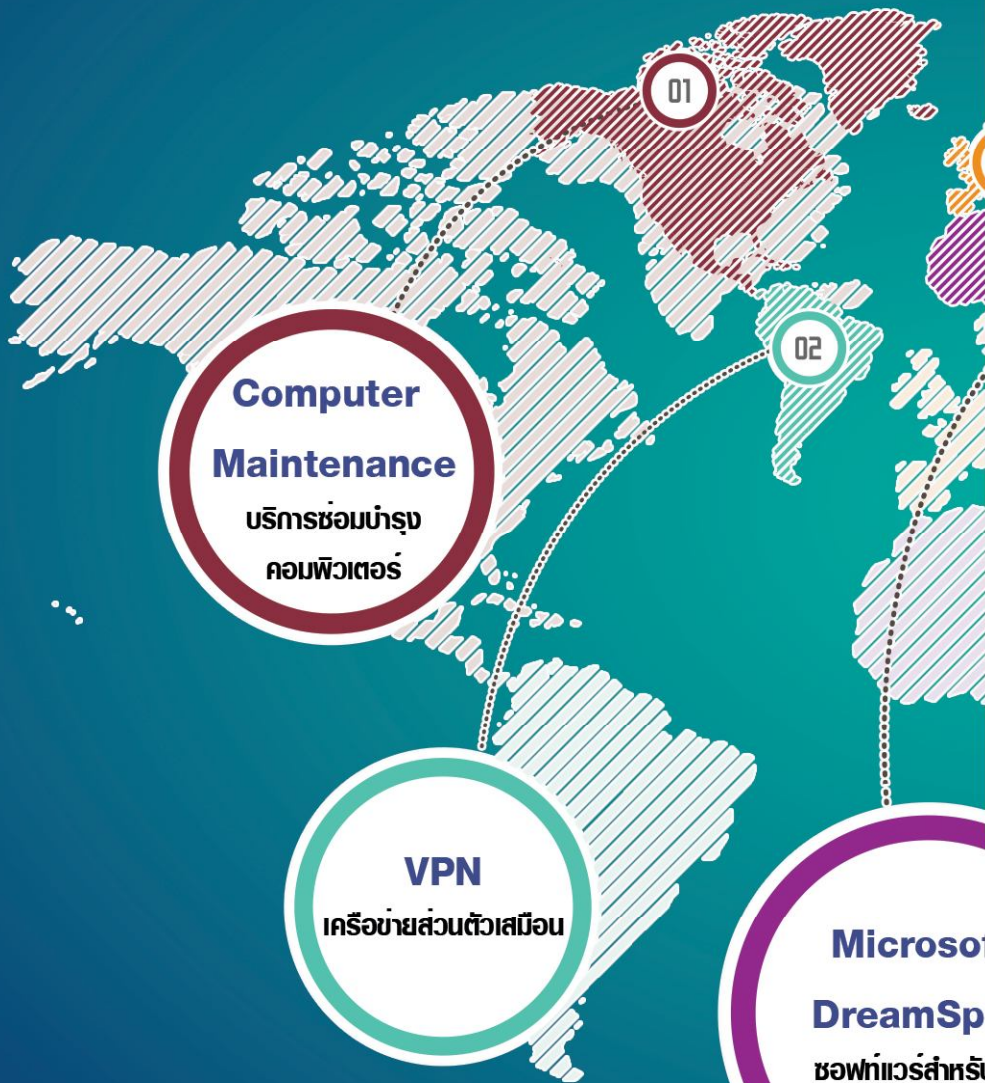 01
02
Computer
Maintenance
บริการซ่อมบำรุง
คอมพิวเตอร์
VPN
เครือข่ายส่วนตัวเสมือน
Microsof
DreamSp
ซอฟท์แวร์สำหรับ